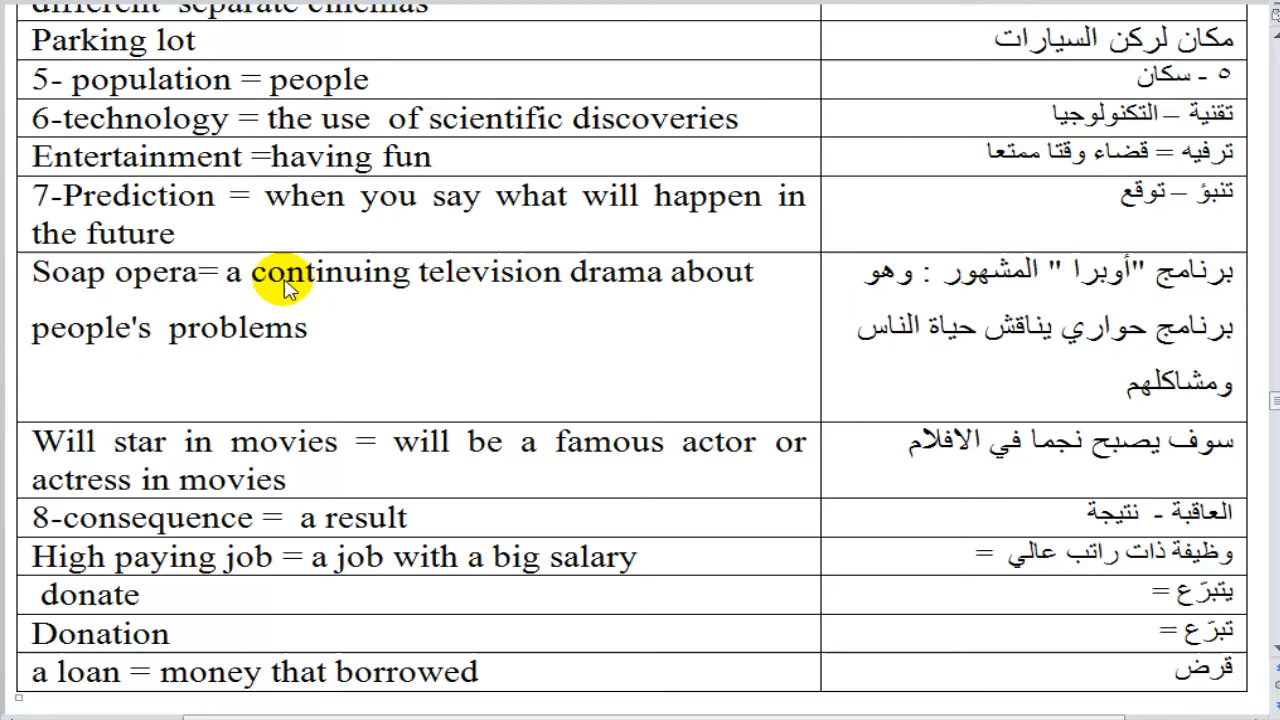 different separate cinemas
Parking lot
مكان لركن السيارات
5- population = people
٥ - سكان
6-technology = the use of scientific discoveries
تقنية – التكنولوجيا
Entertainment =having fun
ترفيه = قضاء وقتا ممتعا
7-Prediction = when you say what will happen in
the future
تنبؤ – توقع
Soap opera= a continuing television drama about
people's problems
برنامج "أوبرا " المشهور : وهو
برنامج حواري يناقش حياة الناس
ومشاكلهم
Will star in movies = will be a famous actor or
actress in movies
سوف يصبح نجما في الافلام
8-consequence = a result
العاقبة - نتيجة
High paying job = a job with a big salary
وظيفة ذات راتب عالي =
donate
يتبرّع =
Donation
تبرّع =
a loan = money that borrowed
قرض